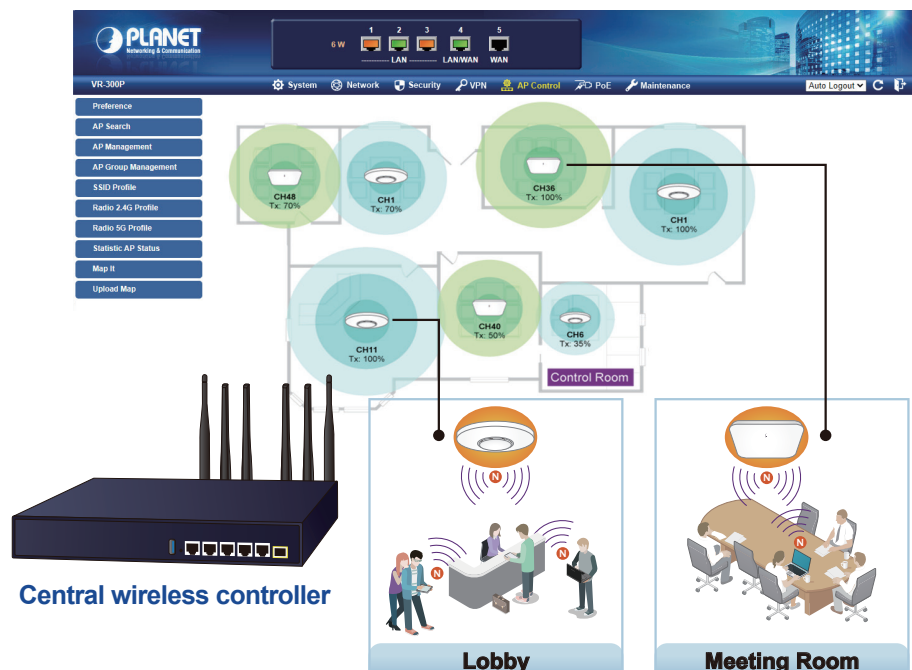 PLANET
Networking & Communication
6 W
1 2 3 4 5
LAN LAN/WAN WAN
VR-300P
System Network Security VPN AP Control PoE Maintenance Auto Logout
Preference
AP Search
AP Management
AP Group Management
SSID Profile
Radio 2.4G Profile
Radio 5G Profile
Statistic AP Status
Map It
Upload Map
CH48
Tx: 70%
CH1
Tx: 70%
CH36
Tx: 100%
CH1
Tx: 100%
CH11
Tx: 100%
CH40
Tx: 50%
CH6
Tx: 35%
Control Room
Central wireless controller
N
N
N
Lobby
N
N
Meeting Room